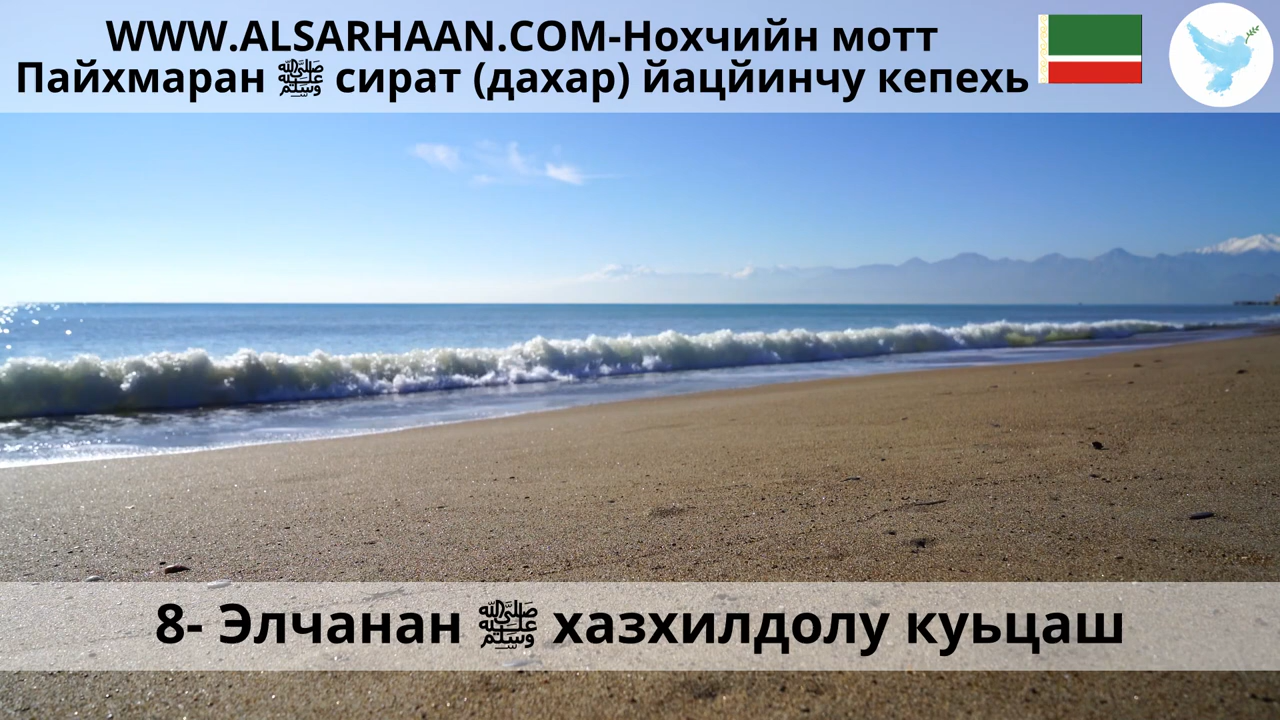 WWW.ALSARHAAN.COM-Нохчийн мотт
Пайхмаран ﷺ сират (дахар) йацйинчу кепехь
8- Элчанан ﷺ хазхилдолу куьцаш